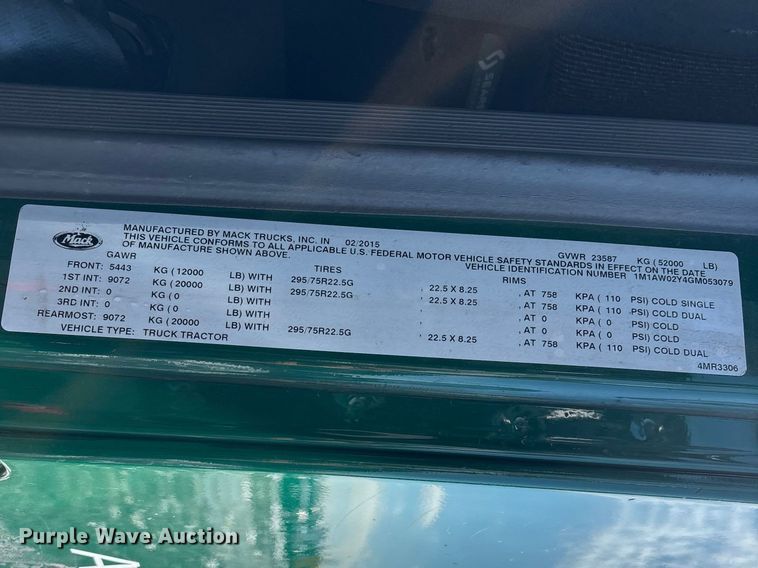 Mack
MANUFACTURED BY MACK TRUCKS, INC. IN 02/2015 GVWR 23587 KG (52000 LB)
THIS VEHICLE CONFORMS TO ALL APPLICABLE U.S. FEDERAL MOTOR VEHICLE SAFETY STANDARDS IN EFFECT ON THE DATE
OF MANUFACTURE SHOWN ABOVE. VEHICLE IDENTIFICATION NUMBER 1M1AW02Y4GM053079
GAWR TIRES RIMS
FRONT: 5443 KG (12000 LB) WITH 295/75R22.5G , 22.5 X 8.25 , AT 758 KPA ( 110 PSI) COLD SINGLE
1ST INT: 9072 KG (20000 LB) WITH 295/75R22.5G , 22.5 X 8.25 , AT 758 KPA ( 110 PSI) COLD DUAL
2ND INT: 0 KG (0 LB) WITH , , AT 0 KPA ( 0 PSI) COLD
3RD INT: 0 KG (0 LB) WITH , , AT 0 KPA ( 0 PSI) COLD
REARMOST: 9072 KG (20000 LB) WITH 295/75R22.5G , 22.5 X 8.25 , AT 758 KPA ( 110 PSI) COLD DUAL
VEHICLE TYPE: TRUCK TRACTOR 4MR3306
Purple Wave Auction